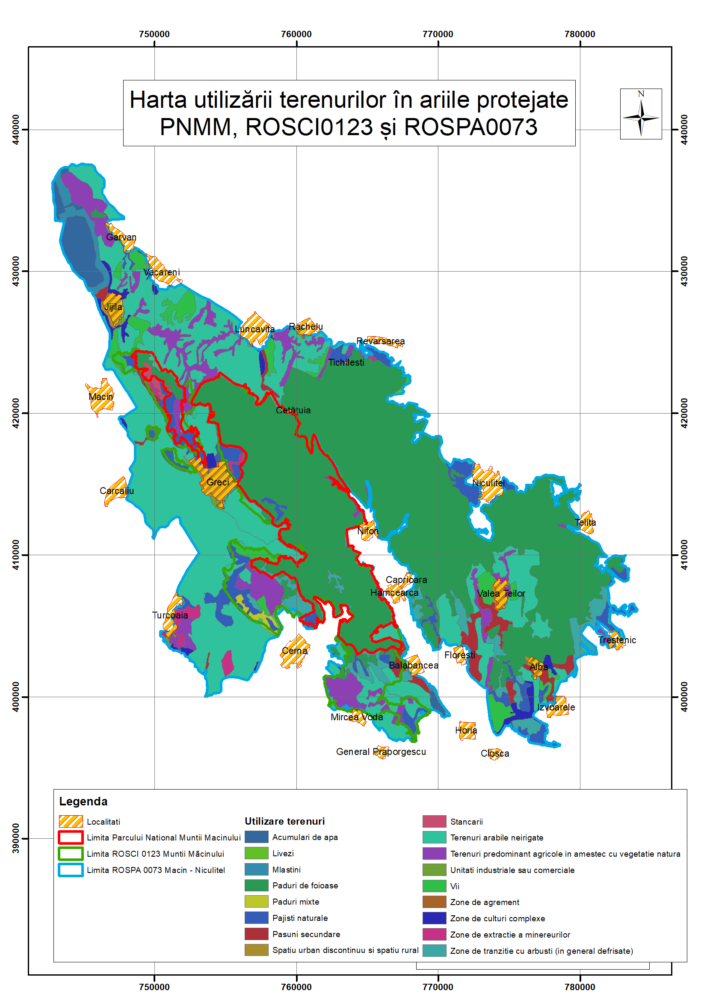 750000 760000 770000 780000
Harta utilizării terenurilor în ariile protejate
PNMM, ROSCI0123 și ROSPA0073
N
440000 440000
Garvan
430000 430000
Vacareni
Jijila
Luncavita
Rachelu
Revarsarea
Tichilesti
Macin
420000 420000
Cetătuia
Greci
Niculitel
Carcaliu
Telita
Nifon
410000 410000
Caprioara
Hamcearca
Valea Teilor
Turcoaia
Trestenic
Cerna
Floresti
Balabancea
Alba
400000 400000
Izvoarele
Mircea Voda
Horia
General Praporgescu
Closca
390000
Legenda
Localitati
Limita Parcului National Muntii Macinului
Limita ROSCI 0123 Muntii Măcinului
Limita ROSPA 0073 Macin - Niculitel
Utilizare terenuri
Acumulari de apa
Livezi
Mlastini
Paduri de foioase
Paduri mixte
Pajisti naturale
Pasuni secundare
Spatiu urban discontinuu si spatiu rural
Stancarii
Terenuri arabile neirigate
Terenuri predominant agricole in amestec cu vegetatie natura
Unitati industriale sau comerciale
Vii
Zone de agrement
Zone de culturi complexe
Zone de extractie a minereurilor
Zone de tranzitie cu arbusti (in general defrisate)
750000 760000 770000 780000